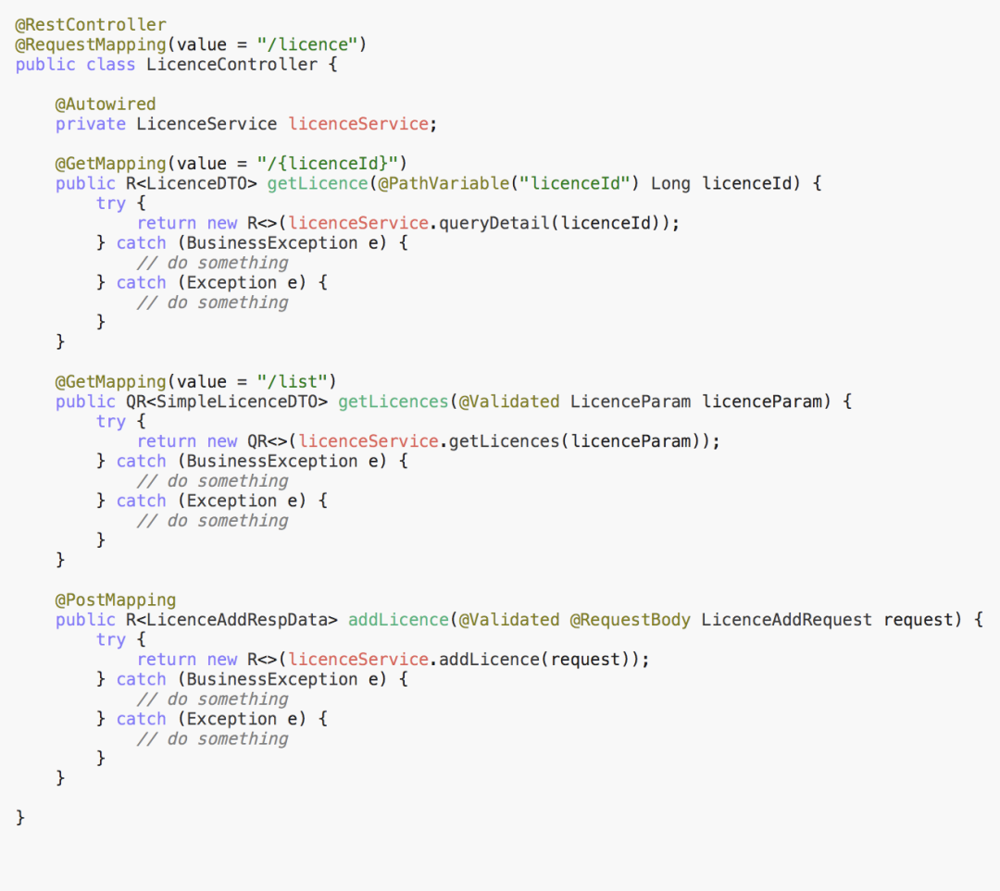 @RestController
@RequestMapping(value = "/licence")
public class LicenceController {
    @Autowired
    private LicenceService licenceService;
    @GetMapping(value = "/{licenceId}")
    public R<LicenceDTO> getLicence(@PathVariable("licenceId") Long licenceId) {
        try {
            return new R<>(licenceService.queryDetail(licenceId));
        } catch (BusinessException e) {
            // do something
        } catch (Exception e) {
            // do something
        }
    }
    @GetMapping(value = "/list")
    public QR<SimpleLicenceDTO> getLicences(@Validated LicenceParam licenceParam) {
        try {
            return new QR<>(licenceService.getLicences(licenceParam));
        } catch (BusinessException e) {
            // do something
        } catch (Exception e) {
            // do something
        }
    }
    @PostMapping
    public R<LicenceAddRespData> addLicence(@Validated @RequestBody LicenceAddRequest request) {
        try {
            return new R<>(licenceService.addLicence(request));
        } catch (BusinessException e) {
            // do something
        } catch (Exception e) {
            // do something
        }
    }
}